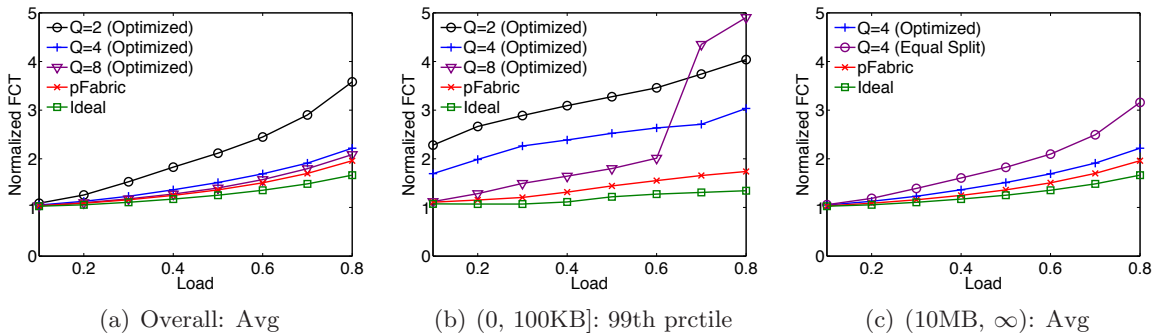 5
4
3
2
1
0
Normalized FCT
Q=2 (Optimized)
Q=4 (Optimized)
Q=8 (Optimized)
pFabric
Ideal
0.2 0.4 0.6 0.8
Load
(a) Overall: Avg
5
4
3
2
1
0
Normalized FCT
Q=2 (Optimized)
Q=4 (Optimized)
Q=8 (Optimized)
pFabric
Ideal
0.2 0.4 0.6 0.8
Load
(b) (0, 100KB]: 99th prctile
5
4
3
2
1
0
Normalized FCT
Q=4 (Optimized)
Q=4 (Equal Split)
pFabric
Ideal
0.2 0.4 0.6 0.8
Load
(c) (10MB, ∞): Avg